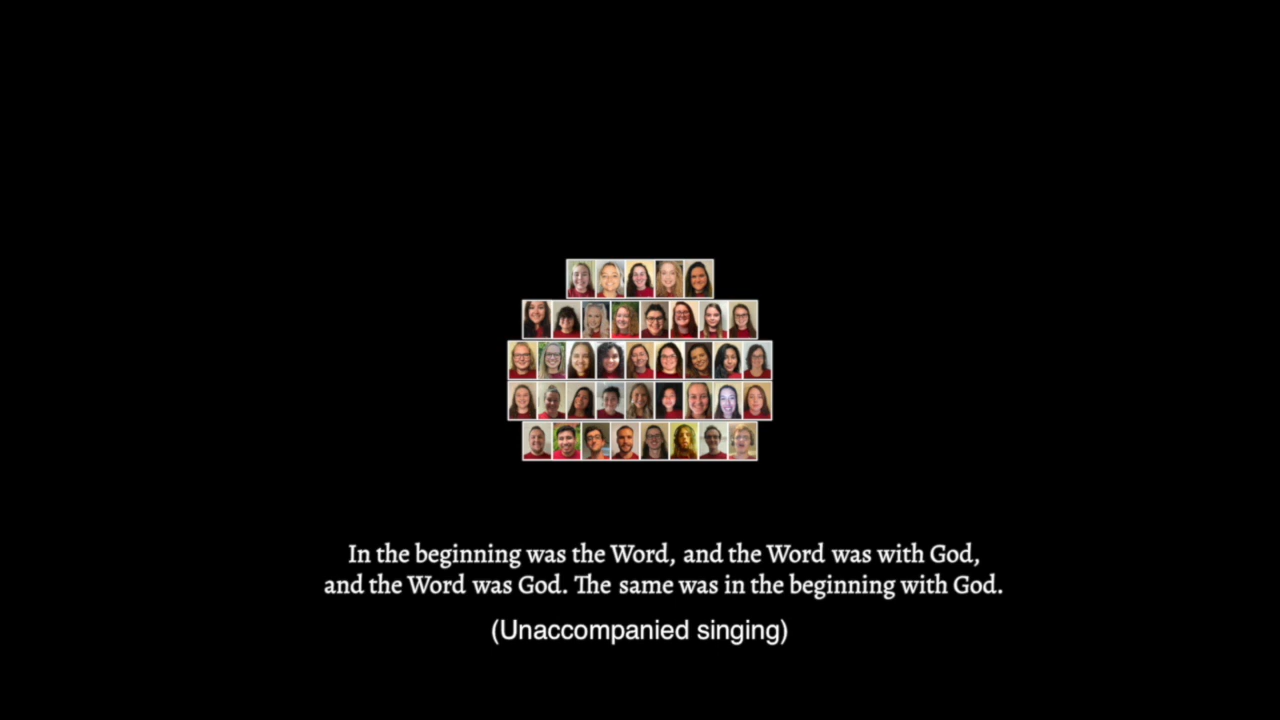 In the beginning was the Word, and the Word was with God,
and the Word was God. The same was in the beginning with God.
(Unaccompanied singing)